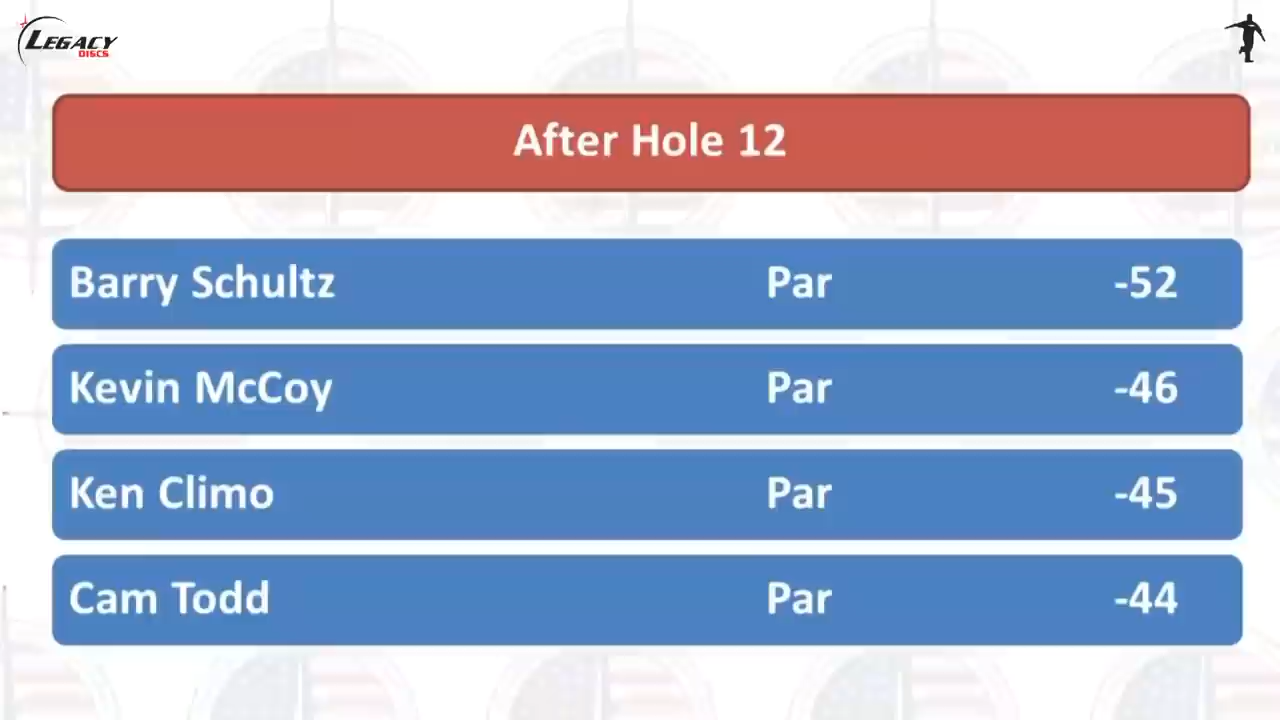 LEGACY
DISCS
After Hole 12
Barry Schultz Par -52
Kevin McCoy Par -46
Ken Climo Par -45
Cam Todd Par -44